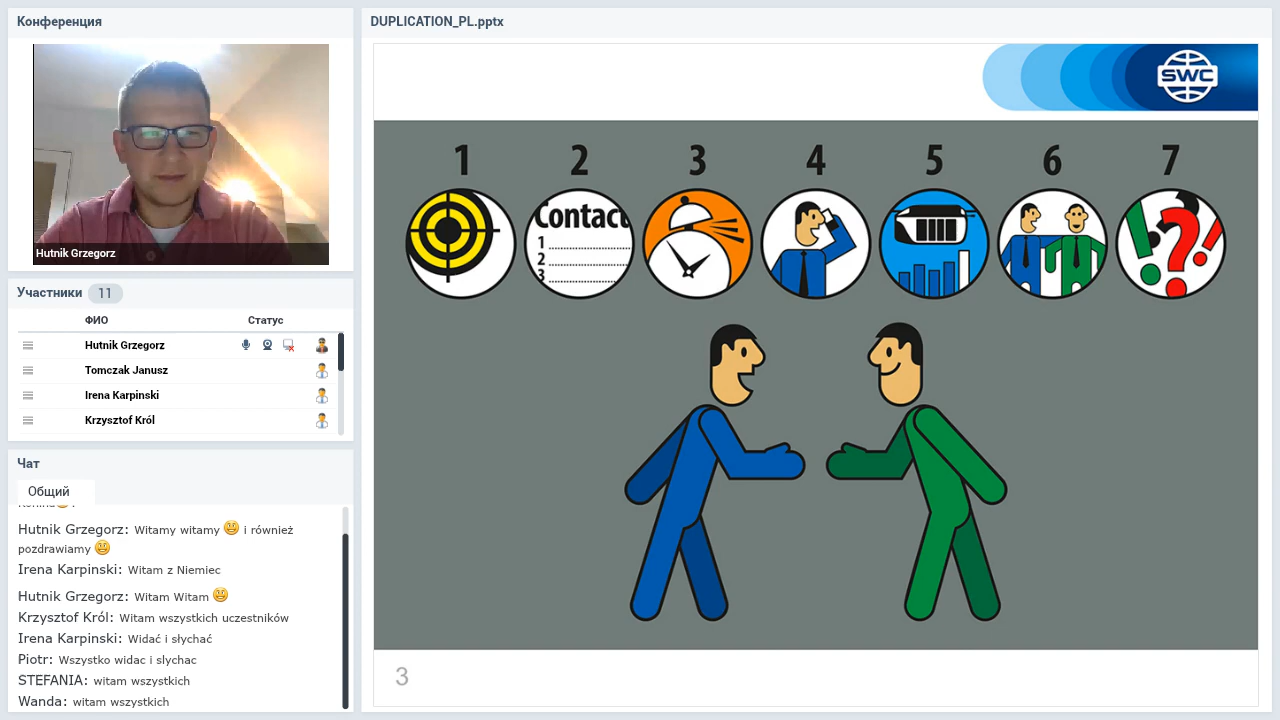 Конференция
Hutnik Grzegorz
Участники 11
ФИО Статус
Hutnik Grzegorz
Tomczak Janusz
Irena Karpinski
Krzysztof Król
Чат
Общий
Hutnik Grzegorz: Witamy witamy i również
pozdrawiamy
Irena Karpinski: Witam z Niemiec
Hutnik Grzegorz: Witam Witam
Krzysztof Król: Witam wszystkich uczestników
Irena Karpinski: Widać i słychać
Piotr: Wszystko widac i slychac
STEFANIA: witam wszystkich
Wanda: witam wszystkich
DUPLICATION_PL.pptx
SWC
1 2 3 4 5 6 7
Contact
1
2
3
!?!
3